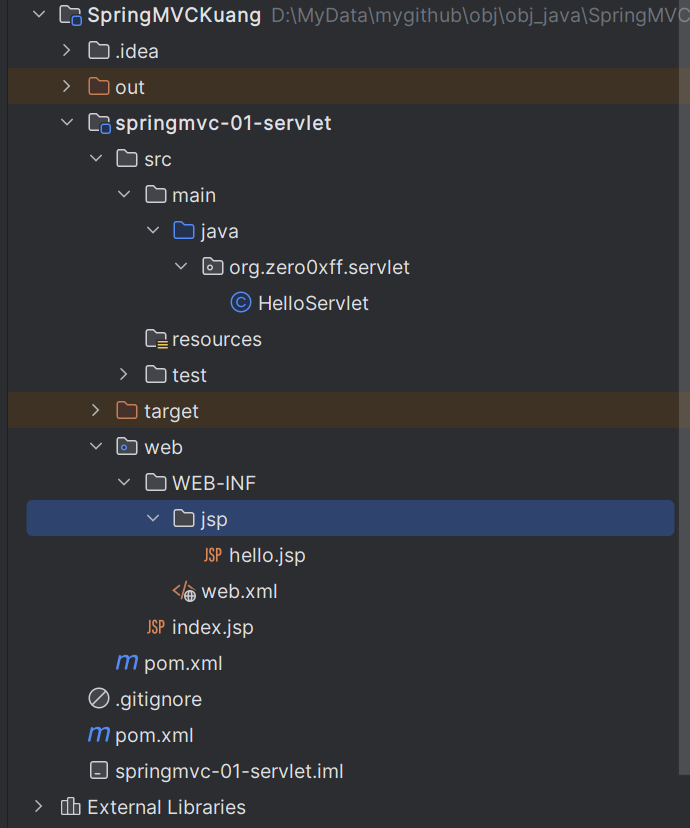 SpringMVCKuang D:\MyData\mygithub\obj\obj_java\SpringMVC
.idea
out
springmvc-01-servlet
src
main
java
org.zero0xff.servlet
C HelloServlet
resources
test
target
web
WEB-INF
jsp
JSP hello.jsp
web.xml
JSP index.jsp
m pom.xml
.gitignore
m pom.xml
springmvc-01-servlet.iml
External Libraries